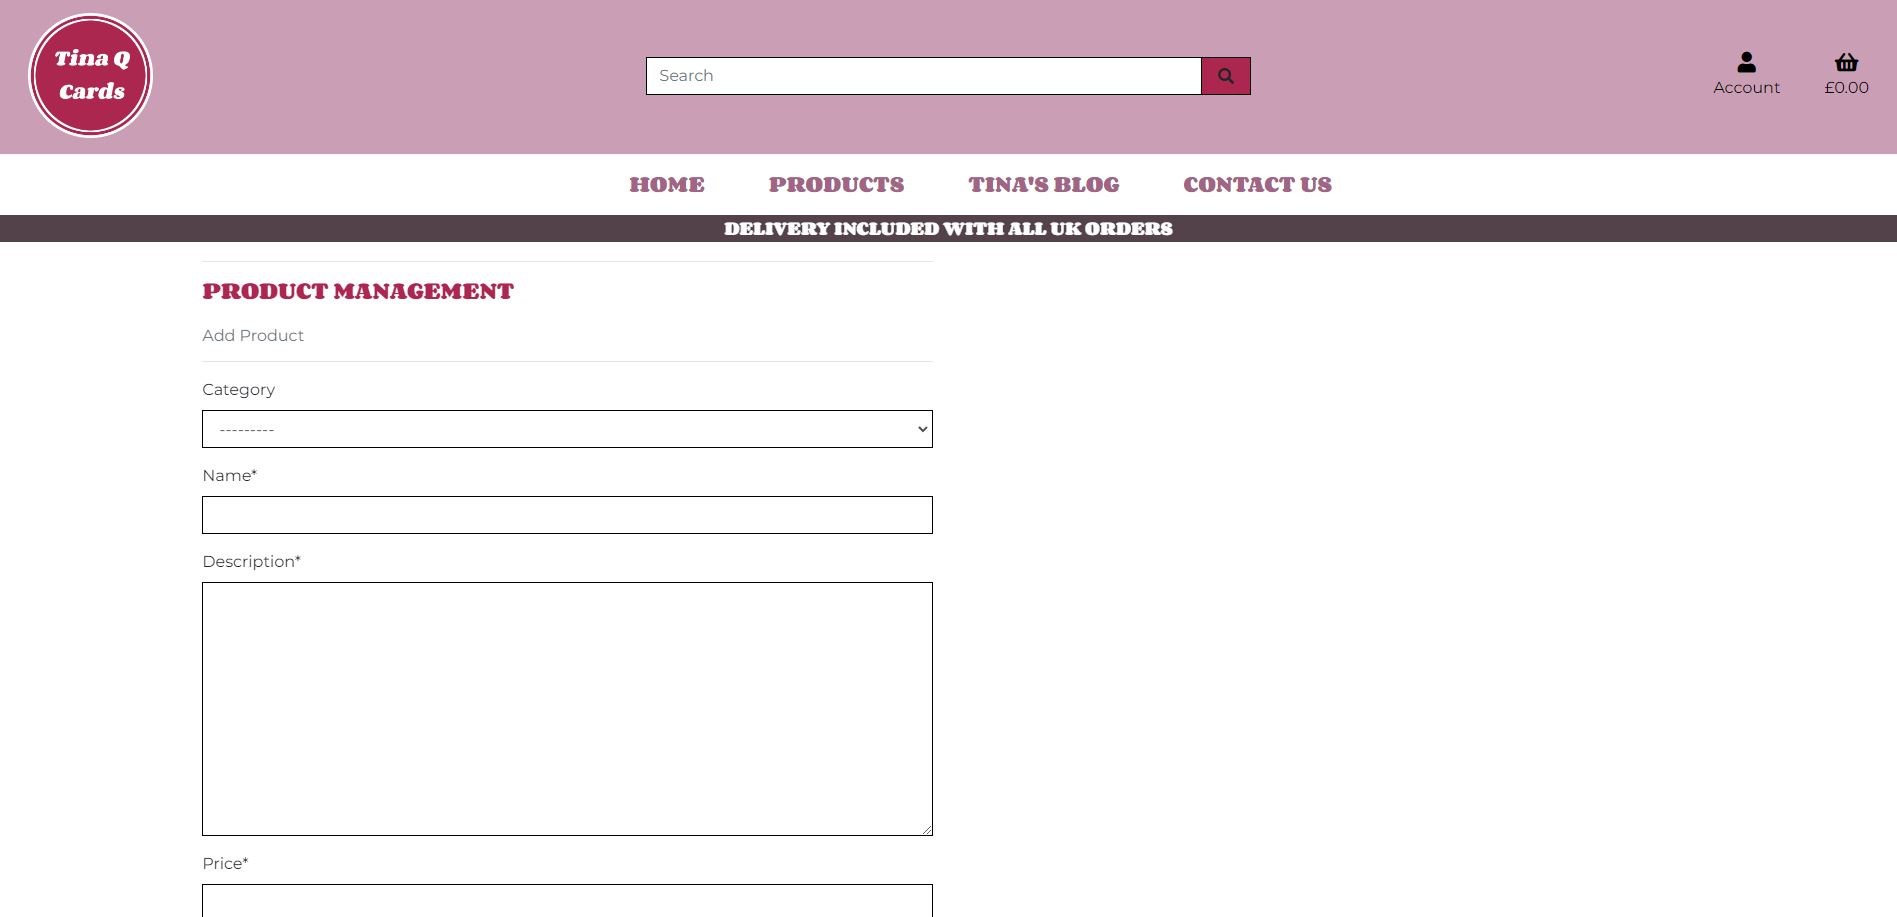 Tina Q
Cards
Search
Account
£0.00
HOME
PRODUCTS
TINA'S BLOG
CONTACT US
DELIVERY INCLUDED WITH ALL UK ORDERS
PRODUCT MANAGEMENT
Add Product
Category
---------
Name*
Description*
Price*